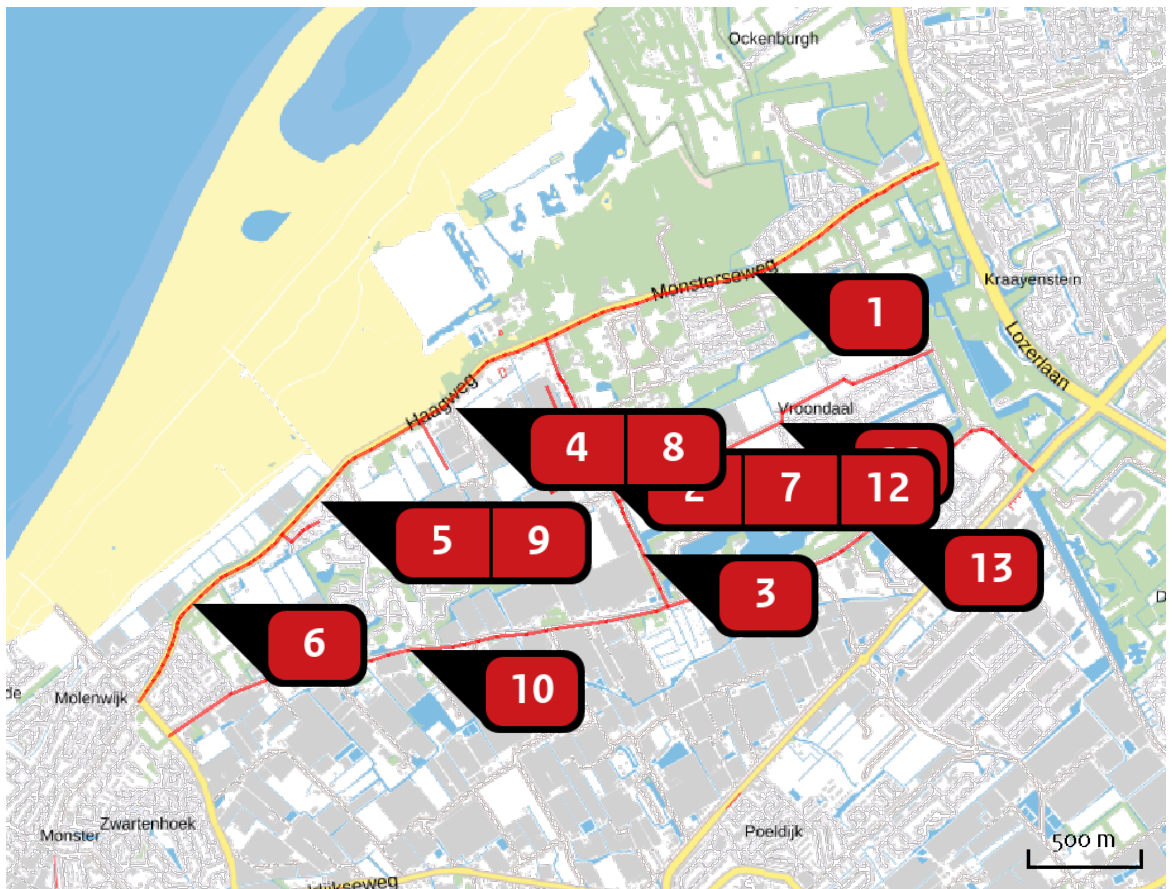 Ockenburgh
Monsterseweg
Kraayenstein
1
Lozerlaan
Haagweg
Vroondaal
4 8
2 7 12
5 9
13
3
6
10
de
Molenwijk
Zwartenhoek
Monster
Poeldijk
500 m